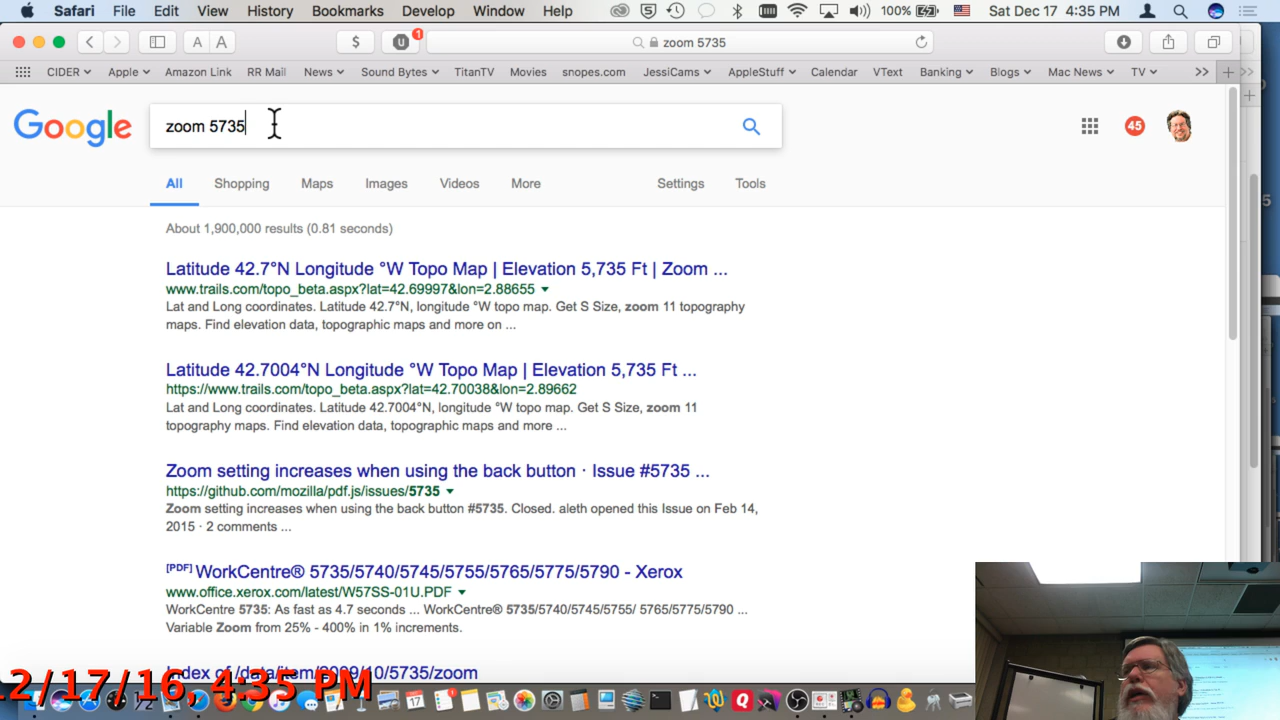 Safari File Edit View History Bookmarks Develop Window Help 5 100% Sat Dec 17 4:35 PM
$ 1 zoom 5735
A A
CIDER Apple Amazon Link RR Mail News Sound Bytes TitanTV Movies snopes.com JessiCams AppleStuff Calendar VText Banking Blogs Mac News TV >> +
Google zoom 5735 45
All Shopping Maps Images Videos More Settings Tools
About 1,900,000 results (0.81 seconds)
Latitude 42.7°N Longitude °W Topo Map | Elevation 5,735 Ft | Zoom ...
www.trails.com/topo_beta.aspx?lat=42.69997&lon=2.88655
Lat and Long coordinates. Latitude 42.7°N, longitude °W topo map. Get S Size, zoom 11 topography
maps. Find elevation data, topographic maps and more on ...
Latitude 42.7004°N Longitude °W Topo Map | Elevation 5,735 Ft ...
https://www.trails.com/topo_beta.aspx?lat=42.70038&lon=2.89662
Lat and Long coordinates. Latitude 42.7004°N, longitude °W topo map. Get S Size, zoom 11
topography maps. Find elevation data, topographic maps and more ...
Zoom setting increases when using the back button · Issue #5735 ...
https://github.com/mozilla/pdf.js/issues/5735
Zoom setting increases when using the back button #5735. Closed. aleth opened this Issue on Feb 14,
2015 · 2 comments ...
[PDF] WorkCentre® 5735/5740/5745/5755/5765/5775/5790 - Xerox
www.office.xerox.com/latest/W57SS-01U.PDF
WorkCentre 5735: As fast as 4.7 seconds ... WorkCentre® 5735/5740/5745/5755/ 5765/5775/5790 ...
Variable Zoom from 25% - 400% in 1% increments.
Index of /data/item/2009/10/5735/zoom
2/17/16, 4:35 PM